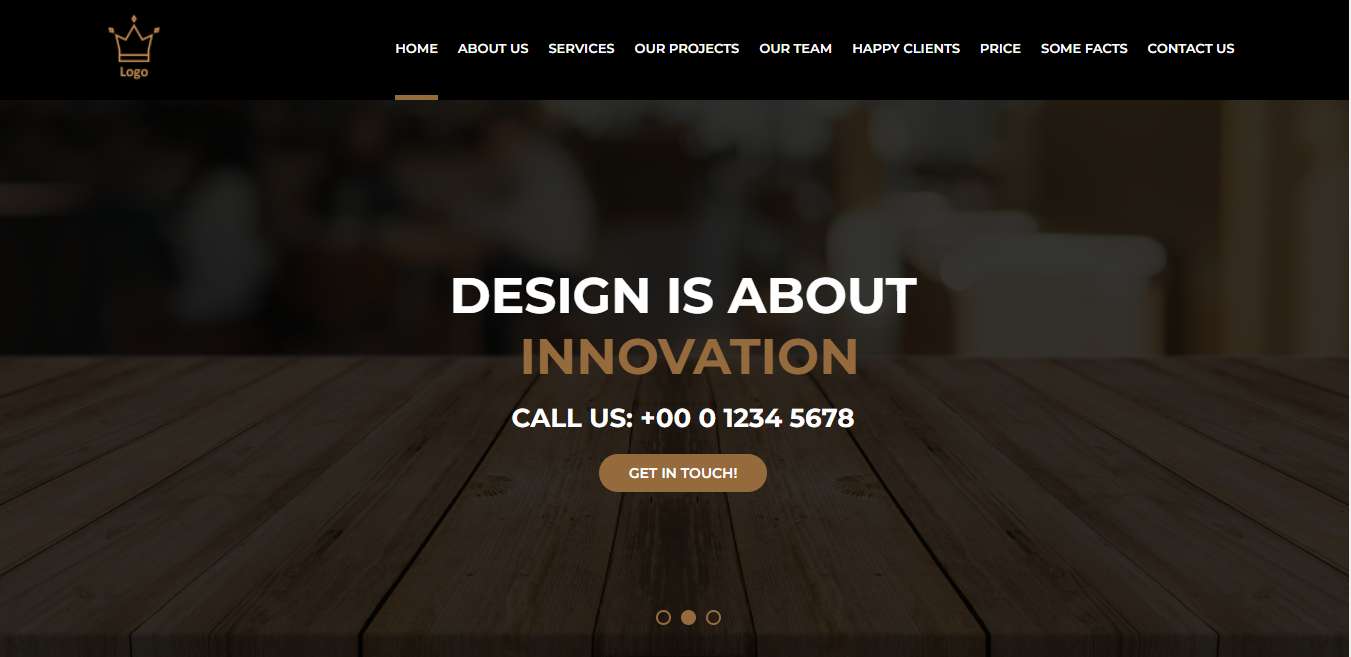 Logo
HOME ABOUT US SERVICES OUR PROJECTS OUR TEAM HAPPY CLIENTS PRICE SOME FACTS CONTACT US
DESIGN IS ABOUT
INNOVATION
CALL US: +00 0 1234 5678
GET IN TOUCH!